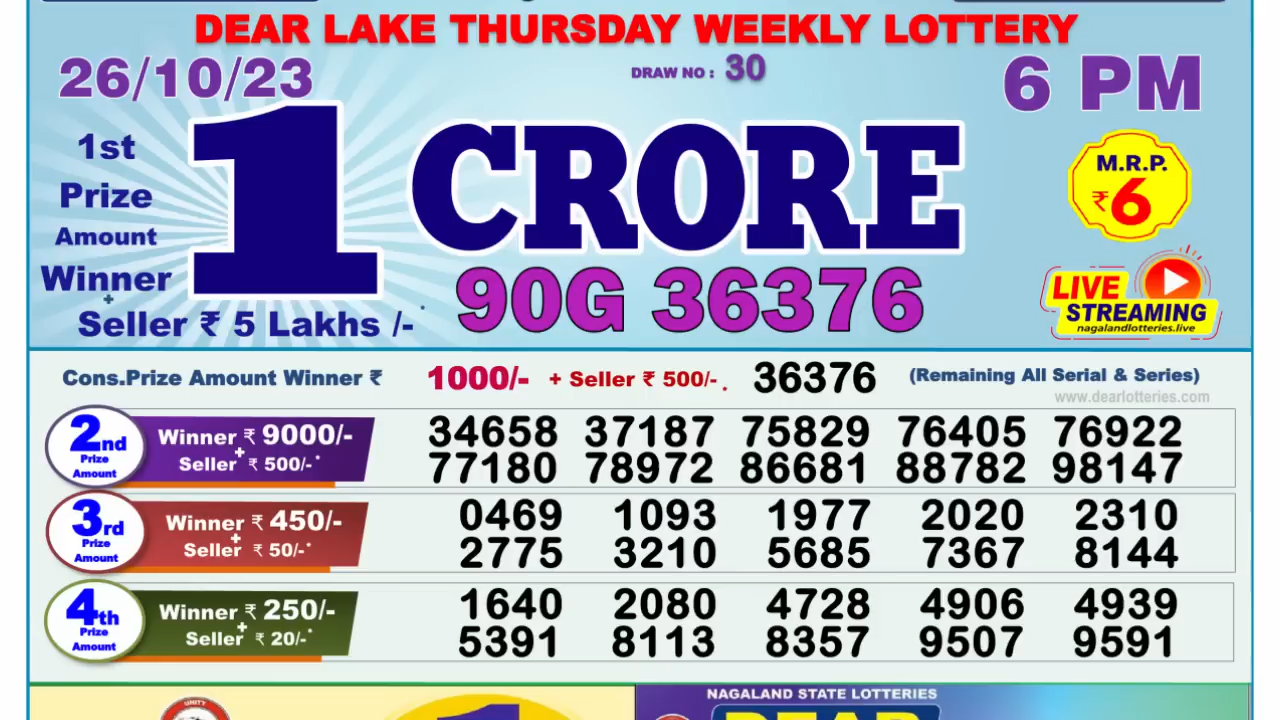 DEAR LAKE THURSDAY WEEKLY LOTTERY
26/10/23
DRAW NO : 30
6 PM
1st
Prize
Amount
Winner
+
Seller ₹ 5 Lakhs /-
1 CRORE
90G 36376
M.R.P.
₹6
LIVE
STREAMING
nagalandlotteries.live
Cons.Prize Amount Winner ₹ 1000/- + Seller ₹ 500/- . 36376 (Remaining All Serial & Series)
www.dearlotteries.com
2nd
Prize
Amount
Winner ₹ 9000/-
+
Seller ₹ 500/-*
34658 37187 75829 76405 76922
77180 78972 86681 88782 98147
3rd
Prize
Amount
Winner ₹ 450/-
+
Seller ₹ 50/-*
0469 1093 1977 2020 2310
2775 3210 5685 7367 8144
4th
Prize
Amount
Winner ₹ 250/-
+
Seller ₹ 20/-*
1640 2080 4728 4906 4939
5391 8113 8357 9507 9591
UNITY
1
NAGALAND STATE LOTTERIES
DEAR